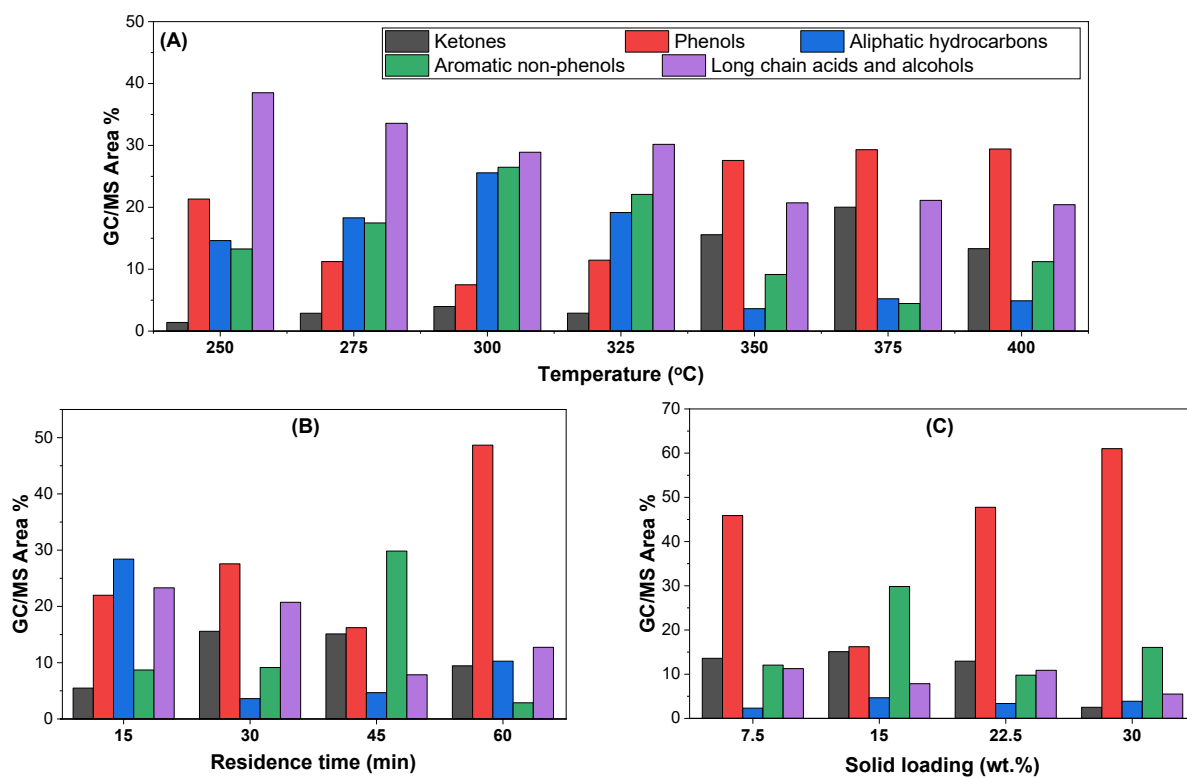 (A)
Ketones Phenols Aliphatic hydrocarbons
Aromatic non-phenols Long chain acids and alcohols
GC/MS Area %
50
40
30
20
10
0
250 275 300 325 350 375 400
Temperature (°C)
(B)
GC/MS Area %
50
40
30
20
10
0
15 30 45 60
Residence time (min)
(C)
GC/MS Area %
70
60
50
40
30
20
10
0
7.5 15 22.5 30
Solid loading (wt.%)